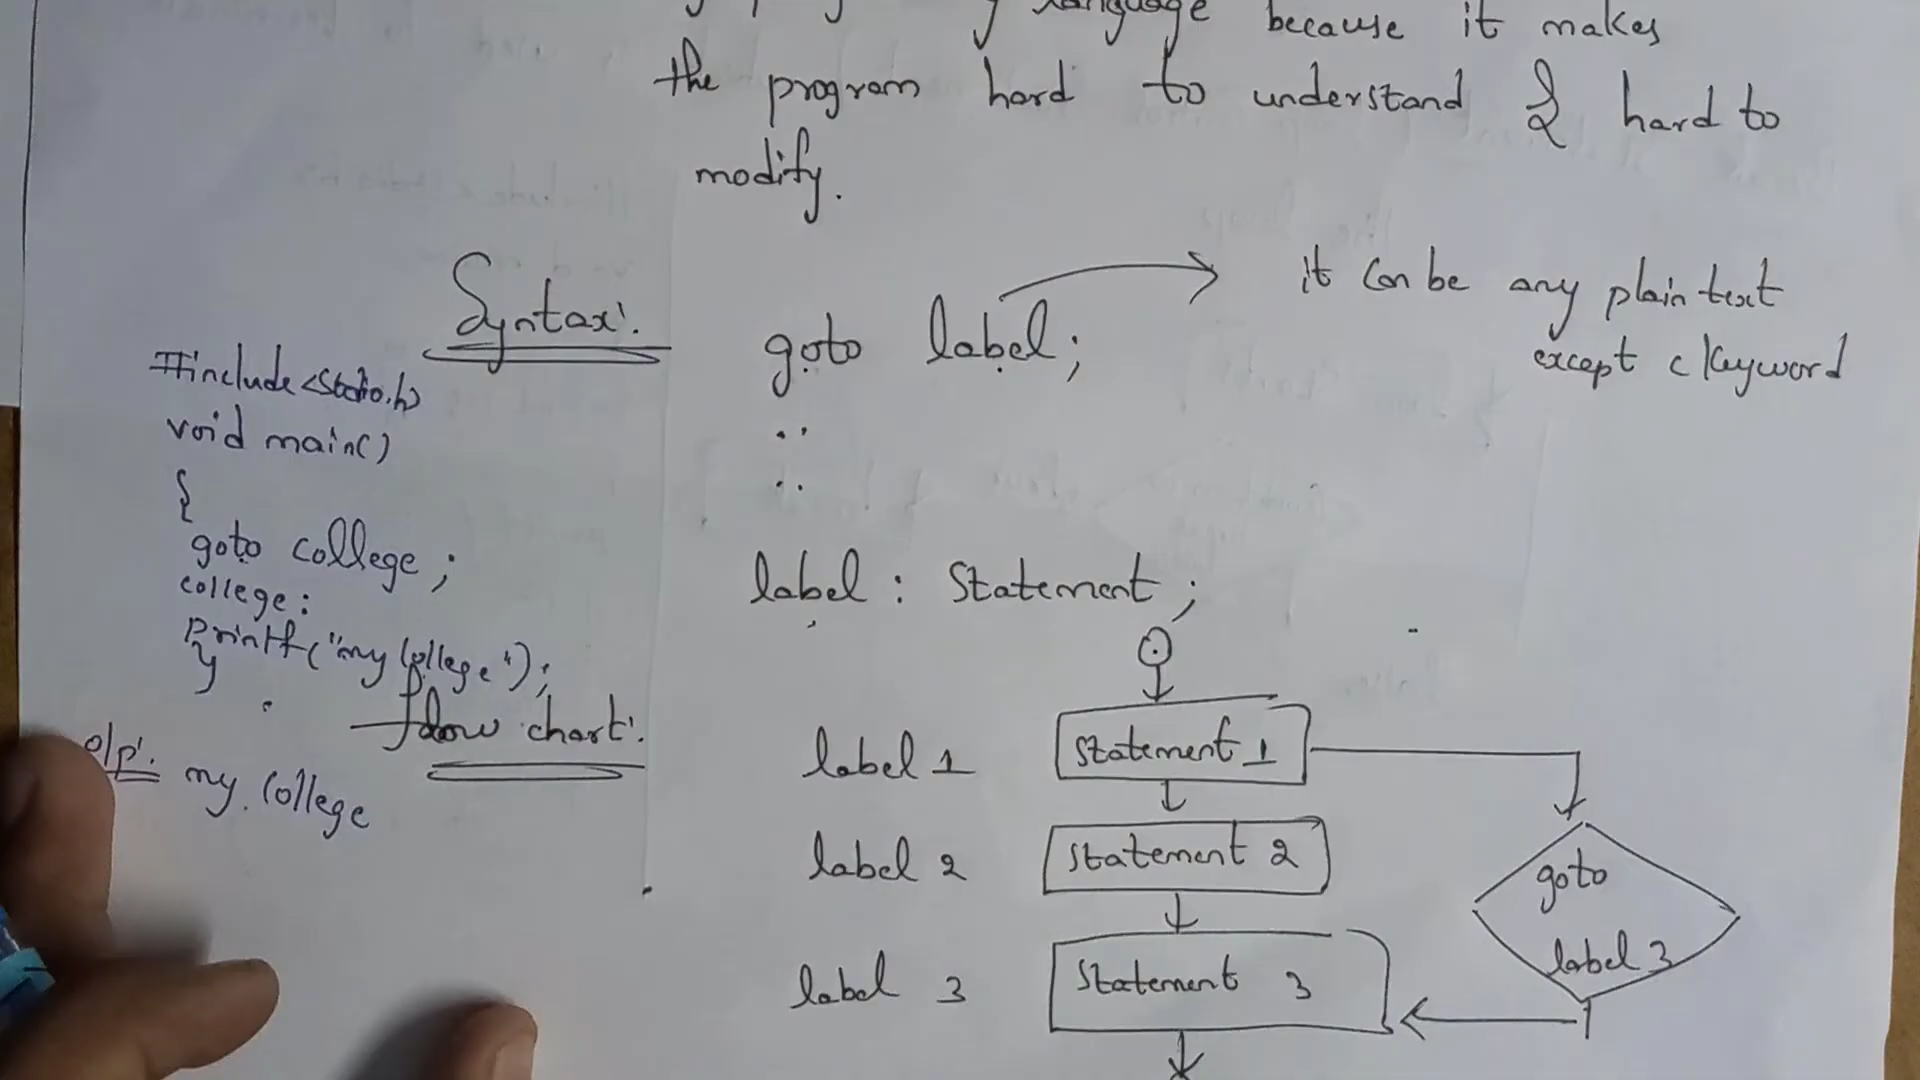 language because it makes
the program hard to understand & hard to
modify.
Syntax:
goto label;
it can be any plain text
except c keyword
..
..
label : Statement ;
#include<stdio.h>
void main()
{
goto college ;
college:
printf("my College");
}
o/p:
my College
flow chart:
label 1
statement 1
label 2
statement 2
label 3
statement 3
goto
label 3